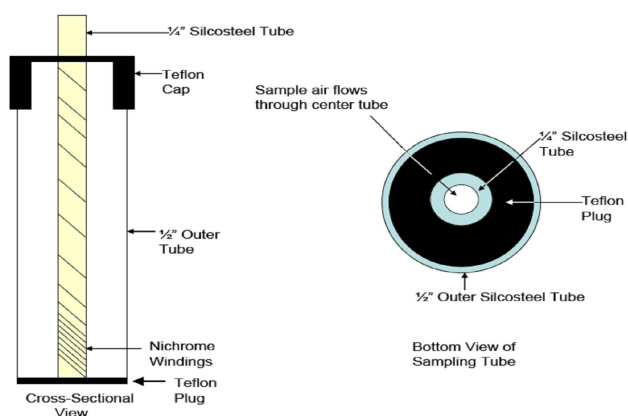 ¼” Silcosteel Tube
Teflon
Cap
½” Outer
Tube
Nichrome
Windings
Teflon
Plug
Cross-Sectional
View
Sample air flows
through center tube
¼” Silcosteel
Tube
Teflon
Plug
½” Outer Silcosteel Tube
Bottom View of
Sampling Tube